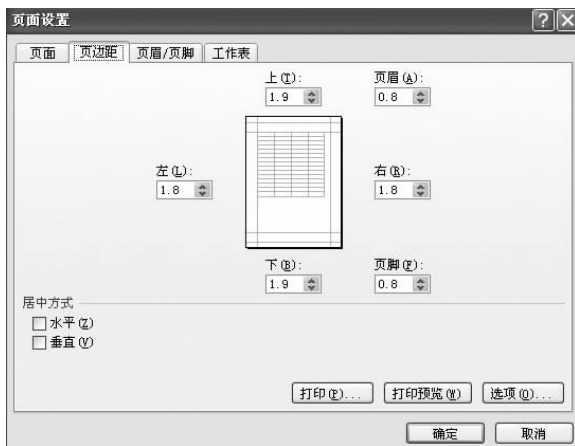 页面设置
页面 页边距 页眉/页脚 工作表
上(T): 页眉(A):
1.9 0.8
左(L): 右(R):
1.8 1.8
下(B): 页脚(F):
1.9 0.8
居中方式
水平(Z)
垂直(V)
打印(P)... 打印预览(W) 选项(O)...
确定 取消